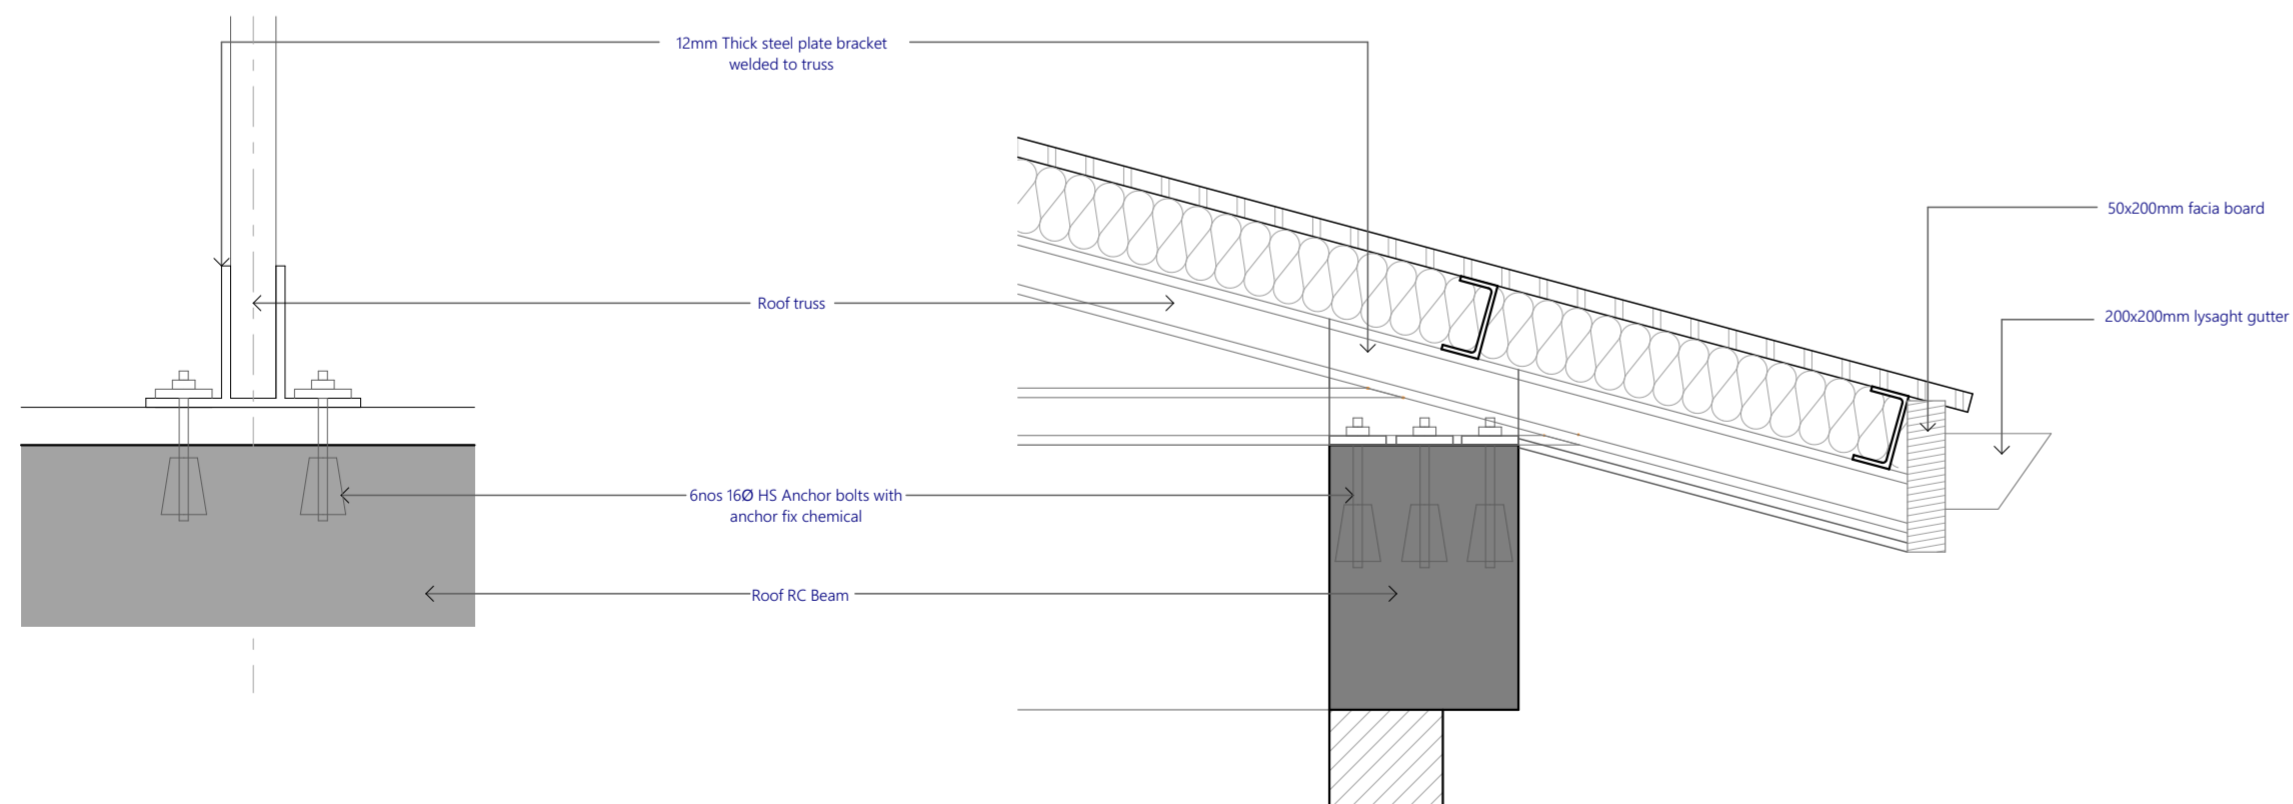 12mm Thick steel plate bracket
welded to truss
50x200mm facia board
Roof truss
200x200mm lysaght gutter
6nos 16Ø HS Anchor bolts with
anchor fix chemical
Roof RC Beam